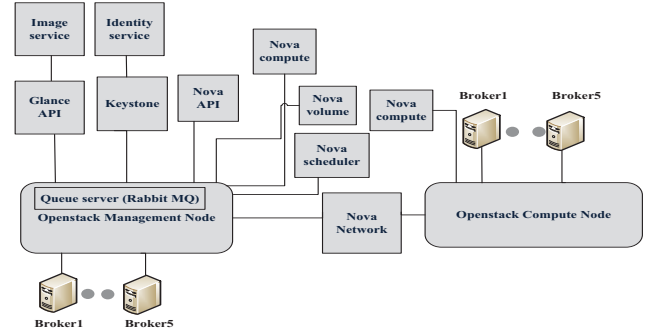 Image
service
Identity
service
Glance
API
Keystone
Nova
API
Nova
compute
Nova
volume
Nova
scheduler
Nova
compute
Broker1
Broker5
Queue server (Rabbit MQ)
Openstack Management Node
Nova
Network
Openstack Compute Node
Broker1
Broker5